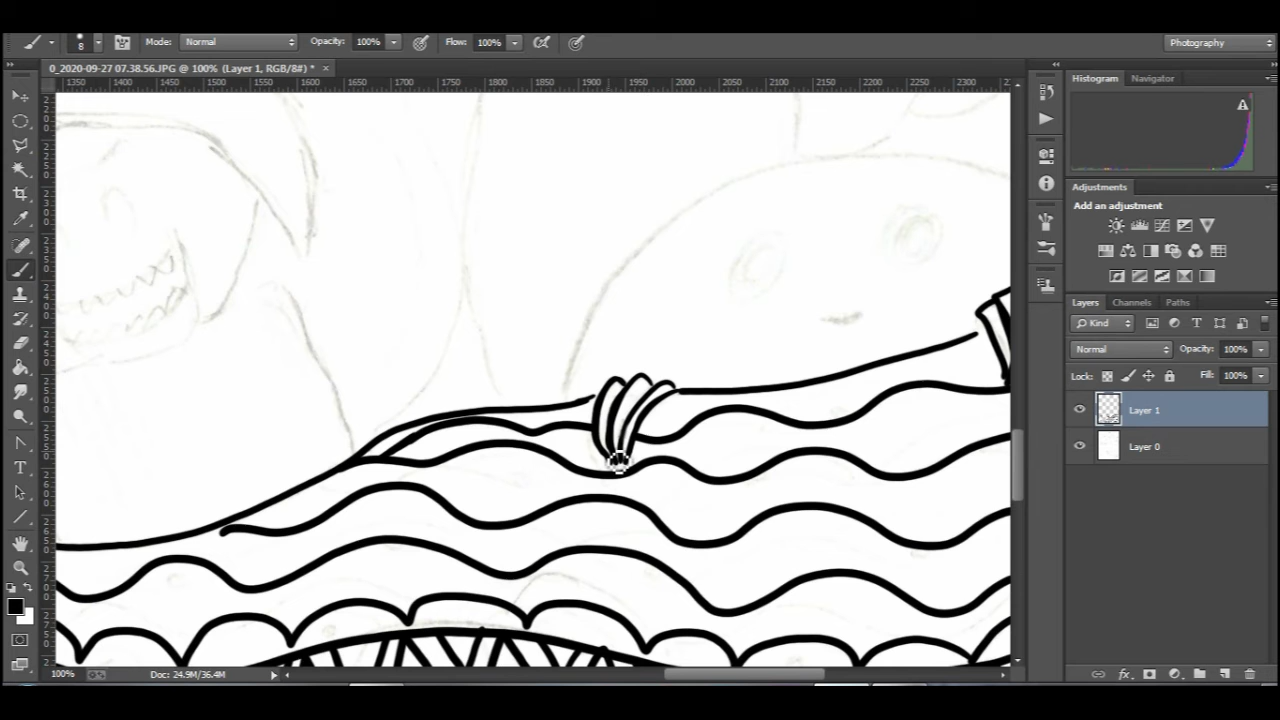 8 Mode: Normal Opacity: 100% Flow: 100% Photography
0_2020-09-27 07.38.56.JPG @ 100% (Layer 1, RGB/8#) * ×
1350 1400 1450 1500 1550 1600 1650 1700 1750 1800 1850 1900 1950 2000 2050 2100 2150 2200 2250 2300
Histogram Navigator
Adjustments
Add an adjustment
Layers Channels Paths
Kind
Normal Opacity: 100%
Lock: Fill: 100%
Layer 1
Layer 0
100% Doc: 24.9M/36.4M